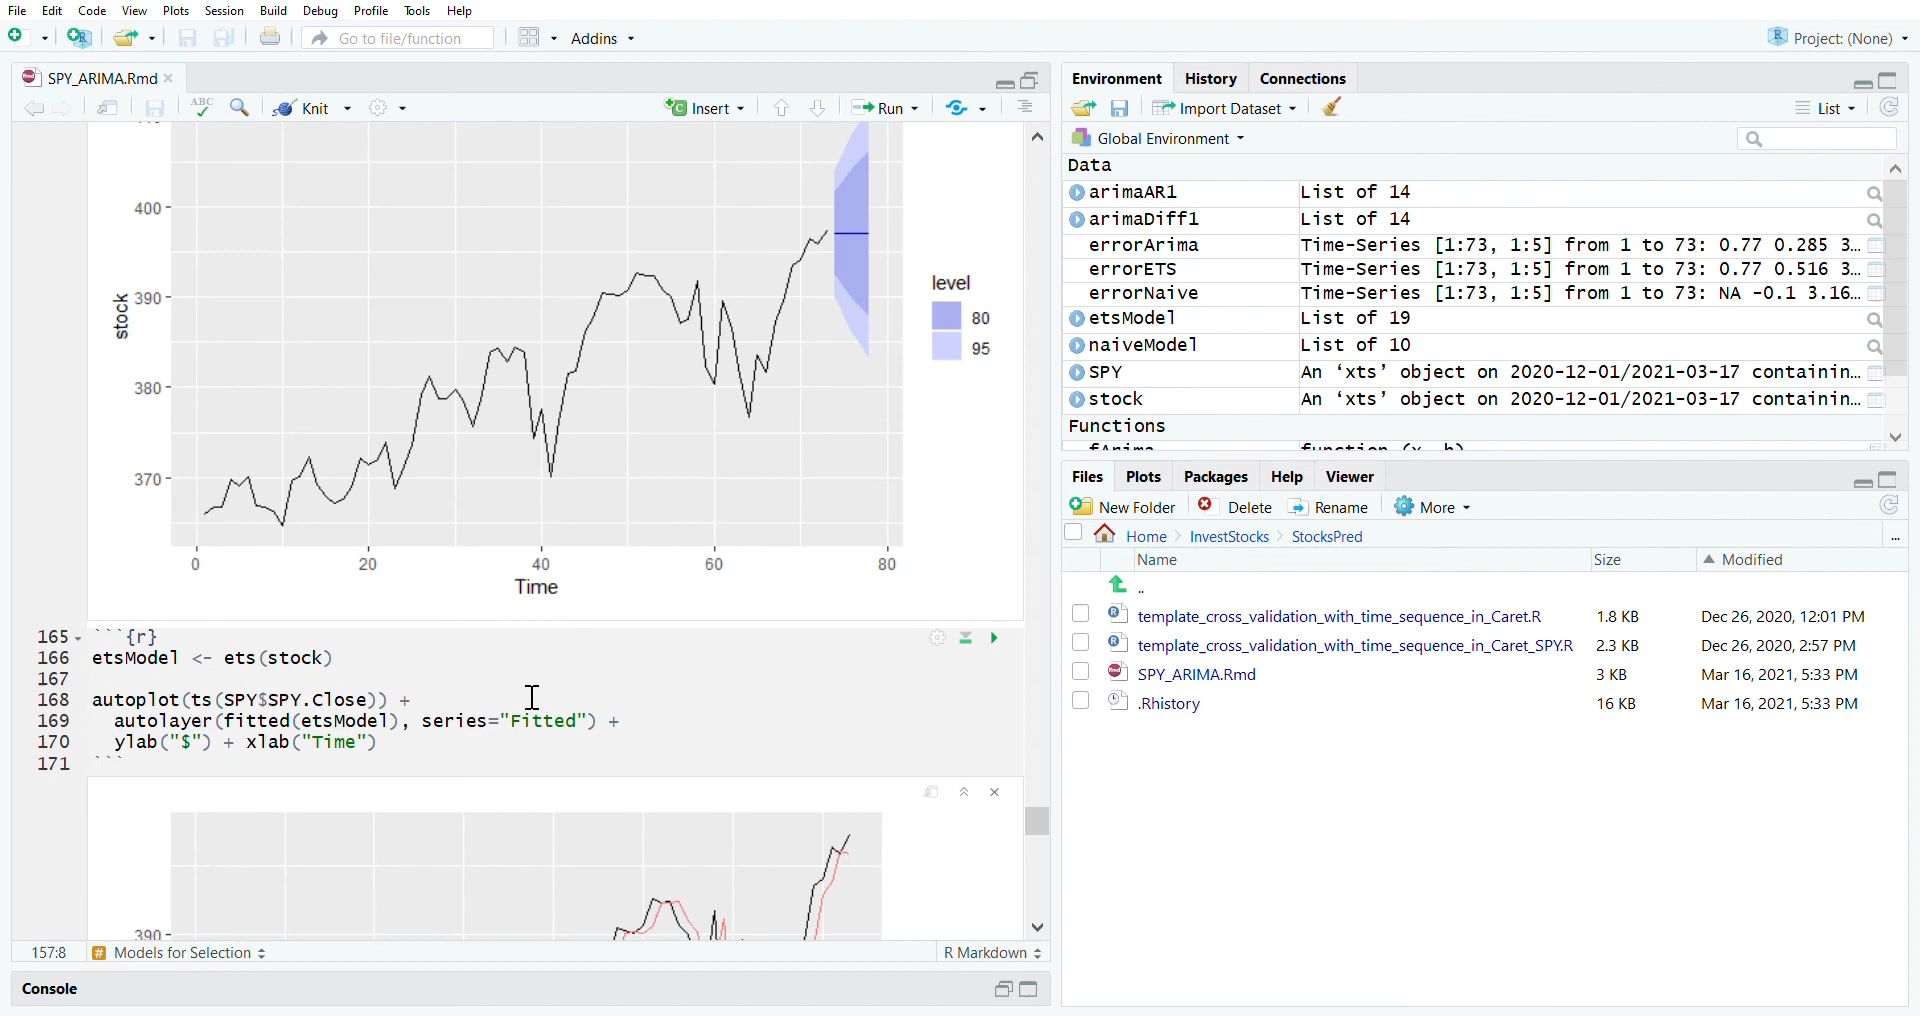 File Edit Code View Plots Session Build Debug Profile Tools Help
Go to file/function Addins Project: (None)
SPY_ARIMA.Rmd
ABC Knit Insert Run
400
390
380
370
stock
0 20 40 60 80
Time
level
80
95
165 ```{r}
166 etsModel <- ets(stock)
167
168 autoplot(ts(SPY$SPY.Close)) +
169 autolayer(fitted(etsModel), series="Fitted") +
170 ylab("$") + xlab("Time")
171 ```
390
157:8 # Models for Selection R Markdown
Console
Environment History Connections
Import Dataset List
Global Environment
Data
arimaAR1 List of 14
arimaDiff1 List of 14
errorArima Time-Series [1:73, 1:5] from 1 to 73: 0.77 0.285 3…
errorETS Time-Series [1:73, 1:5] from 1 to 73: 0.77 0.516 3…
errorNaive Time-Series [1:73, 1:5] from 1 to 73: NA -0.1 3.16…
etsModel List of 19
naiveModel List of 10
SPY An ‘xts’ object on 2020-12-01/2021-03-17 containin…
stock An ‘xts’ object on 2020-12-01/2021-03-17 containin…
Functions
Files Plots Packages Help Viewer
New Folder Delete Rename More
Home InvestStocks StocksPred ...
Name Size Modified
..
template_cross_validation_with_time_sequence_in_Caret.R 1.8 KB Dec 26, 2020, 12:01 PM
template_cross_validation_with_time_sequence_in_Caret_SPY.R 2.3 KB Dec 26, 2020, 2:57 PM
SPY_ARIMA.Rmd 3 KB Mar 16, 2021, 5:33 PM
.Rhistory 16 KB Mar 16, 2021, 5:33 PM